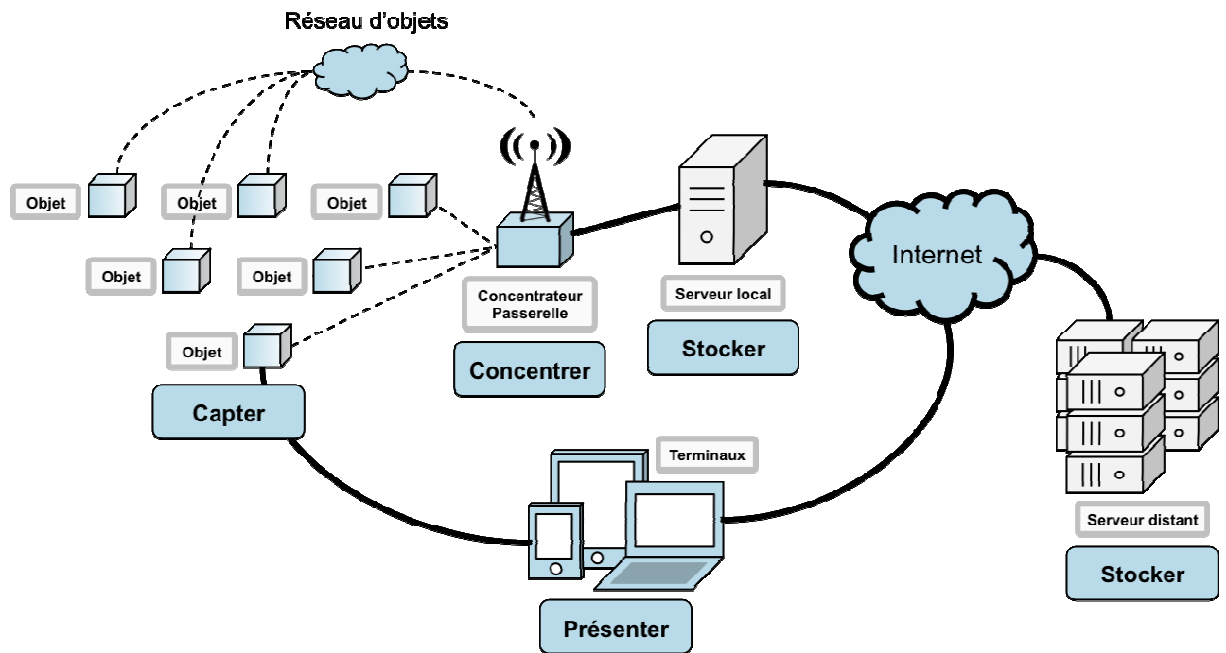 Réseau d'objets
Objet
Objet
Objet
Objet
Objet
Objet
Capter
Concentrateur
Passerelle
Concentrer
Serveur local
Stocker
Internet
Terminaux
Présenter
Serveur distant
Stocker